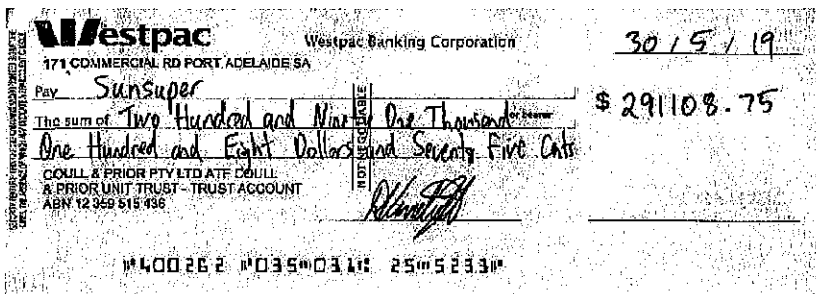 Westpac
Westpac Banking Corporation
30 / 5 / 19
171 COMMERCIAL RD PORT ADELAIDE SA
Pay Sunsuper
The sum of Two Hundred and Ninety One Thousand or bearer
$ 291108.75
One Hundred and Eight Dollars and Seventy Five Cnts
NOT NEGOTIABLE
COULL & PRIOR PTY LTD ATF COULL
& PRIOR UNIT TRUST - TRUST ACCOUNT
ABN 12 359 515 436
⑈400262 ⑈035⑉031⑆ 25⑉5233⑈